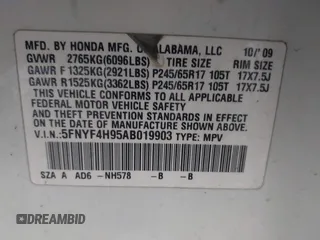 MFD. BY HONDA MFG. OF ALABAMA, LLC 10/'09
GVWR 2765KG(6096LBS) TIRE SIZE RIM SIZE
GAWR F 1325KG(2921LBS) P245/65R17 105T 17X7.5J
GAWR R1525KG(3362LBS) P245/65R17 105T 17X7.5J
THIS VEHICLE CONFORMS TO ALL APPLICABLE
FEDERAL MOTOR VEHICLE SAFETY AND THEFT
PREVENTION STANDARDS IN EFFECT ON THE
DATE OF MANUFACTURE SHOWN ABOVE.
V.I.N.:5FNYF4H95AB019903 TYPE: MPV
SZA A AD6 -NH578 -B -B
DREAMBID